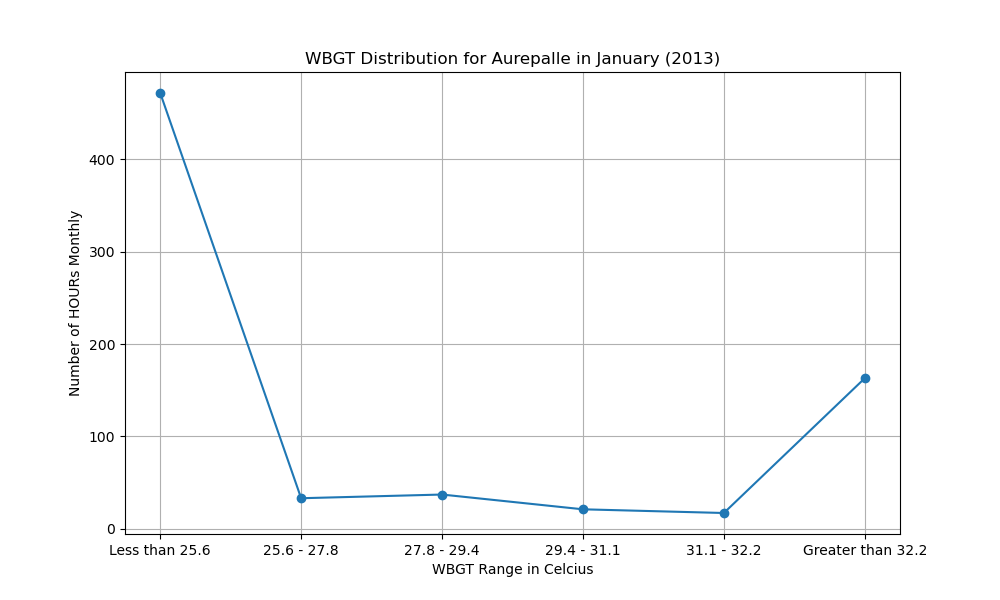 WBGT Distribution for Aurepalle in January (2013)
Number of HOURs Monthly
400
300
200
100
0
Less than 25.6 25.6 - 27.8 27.8 - 29.4 29.4 - 31.1 31.1 - 32.2 Greater than 32.2
WBGT Range in Celcius